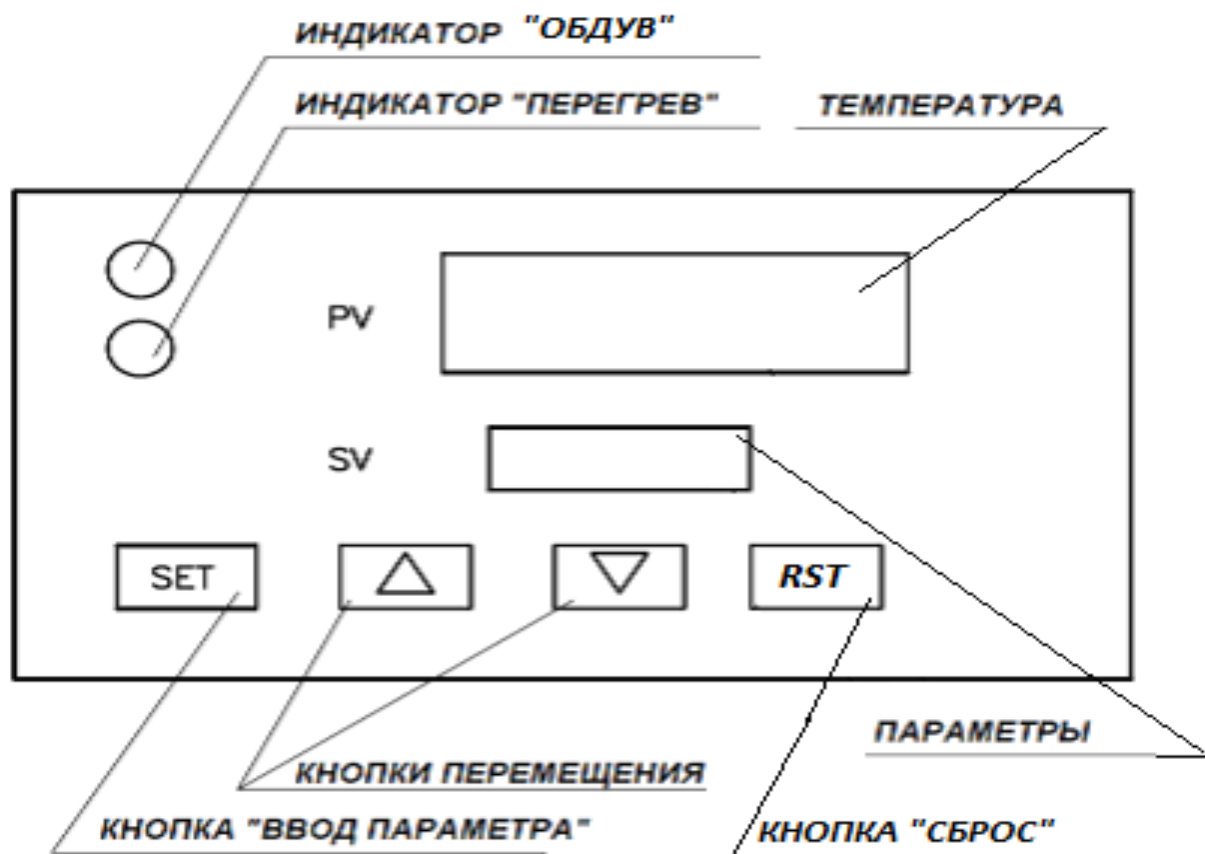 ИНДИКАТОР "ОБДУВ"
ИНДИКАТОР "ПЕРЕГРЕВ"
ТЕМПЕРАТУРА
PV
SV
SET
RST
ПАРАМЕТРЫ
КНОПКИ ПЕРЕМЕЩЕНИЯ
КНОПКА "ВВОД ПАРАМЕТРА"
КНОПКА "СБРОС"